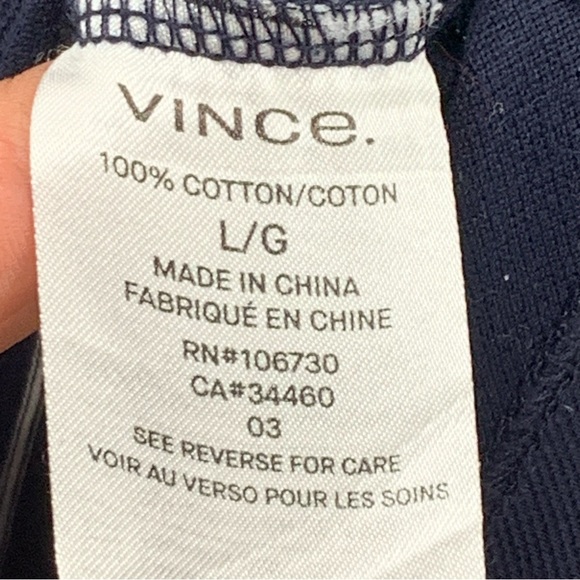 VINCe.
100% COTTON/COTON
L/G
MADE IN CHINA
FABRIQUÉ EN CHINE
RN#106730
CA#34460
03
SEE REVERSE FOR CARE
VOIR AU VERSO POUR LES SOINS